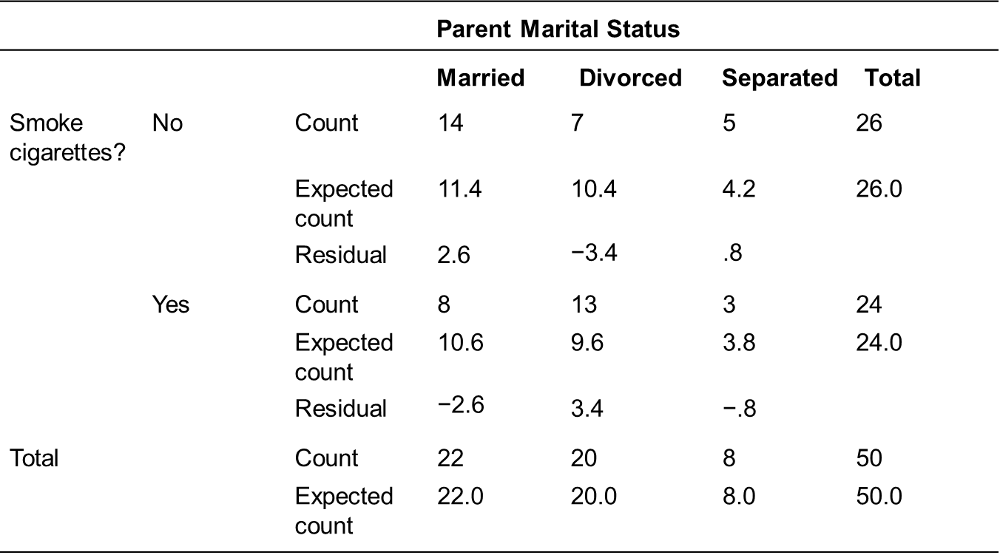 Parent Marital Status
Married Divorced Separated Total
Smoke cigarettes? No Count 14 7 5 26
Expected count 11.4 10.4 4.2 26.0
Residual 2.6 −3.4 .8
Yes Count 8 13 3 24
Expected count 10.6 9.6 3.8 24.0
Residual −2.6 3.4 −.8
Total Count 22 20 8 50
Expected count 22.0 20.0 8.0 50.0